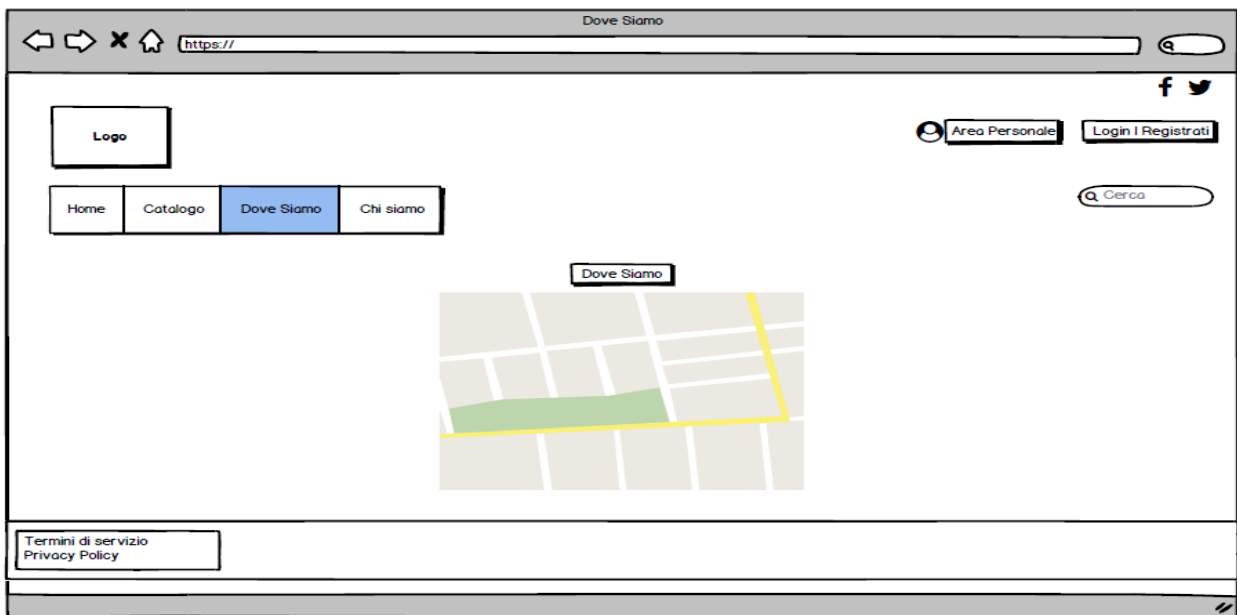 Dove Siamo
https://
Logo
Area Personale
Login | Registrati
Home
Catalogo
Dove Siamo
Chi siamo
Cerca
Dove Siamo
Termini di servizio
Privacy Policy